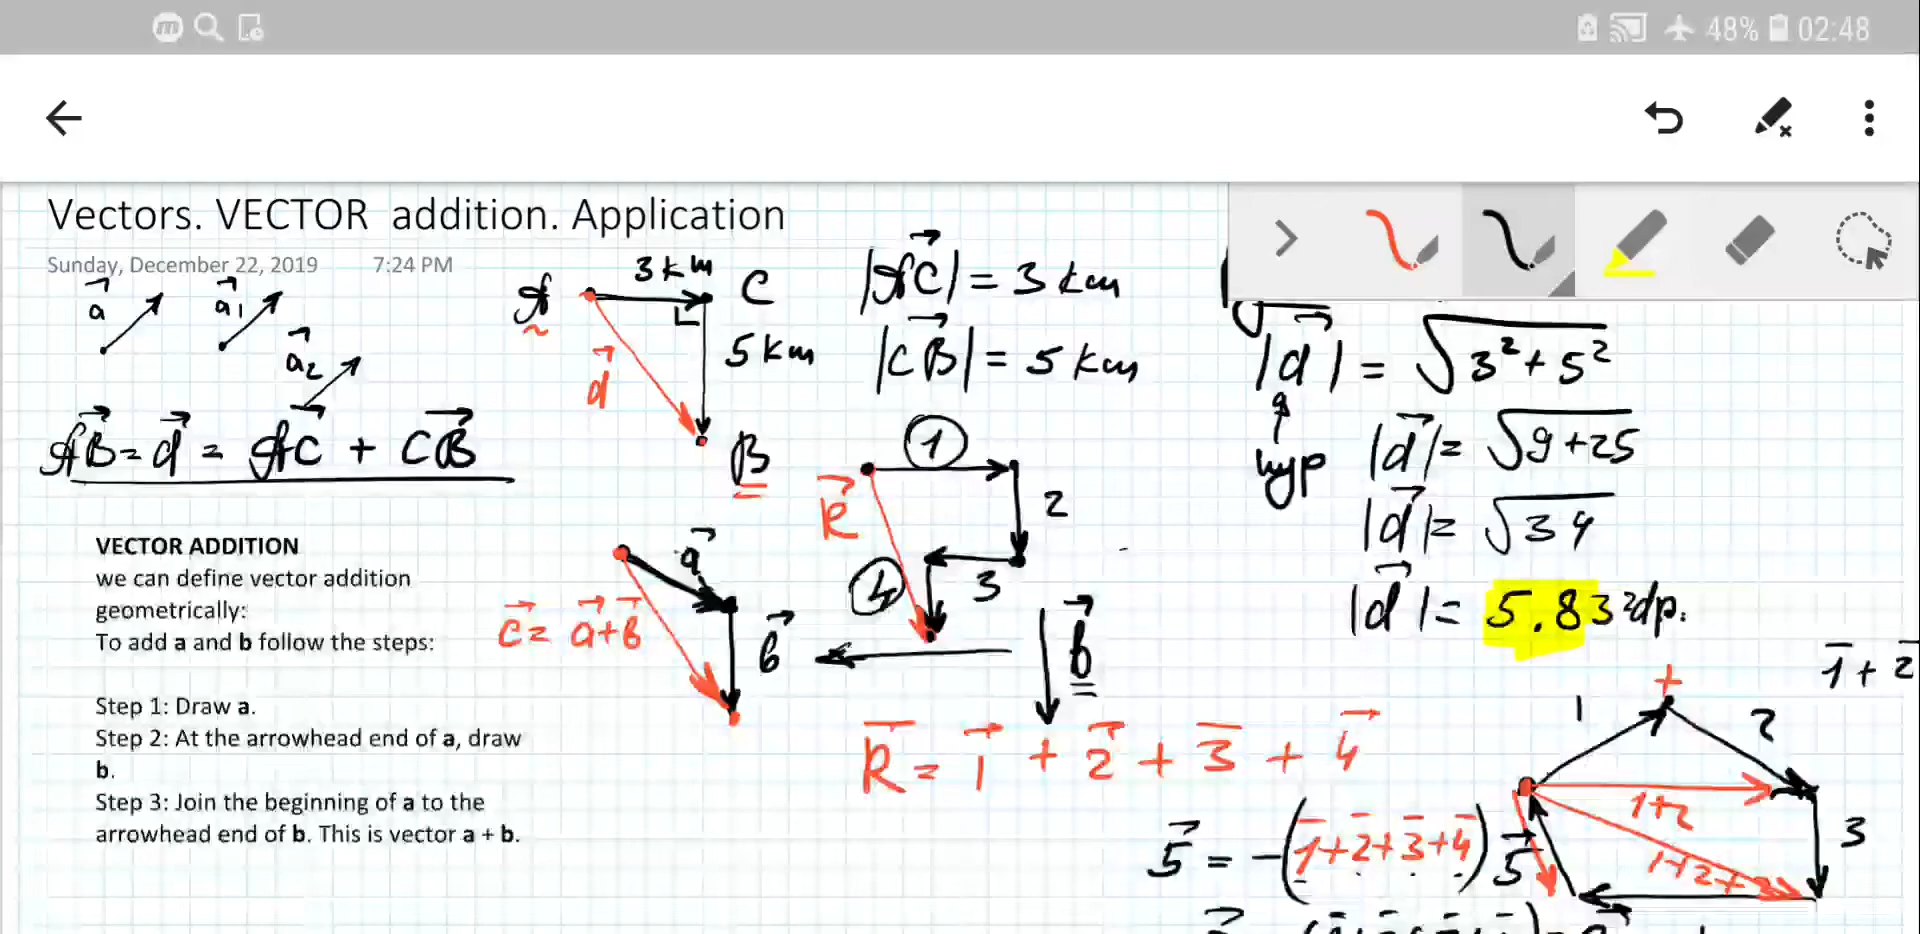 48% 02:48
Vectors. VECTOR addition. Application
Sunday, December 22, 2019 7:24 PM
a a1 a2
AB = d = AC + CB
A 3 km C
5 km
d
B
|AC| = 3 km
|CB| = 5 km
VECTOR ADDITION
we can define vector addition
geometrically:
To add a and b follow the steps:
Step 1: Draw a.
Step 2: At the arrowhead end of a, draw
b.
Step 3: Join the beginning of a to the
arrowhead end of b. This is vector a + b.
a
c = a + b
b
1
R 2
4 3
b
R = 1 + 2 + 3 + 4
|d| = √3² + 5²
hyp |d| = √9 + 25
|d| = √34
|d| = 5.83 2dp.
1 + 2
+
1 2
1+2
3
5 = -(1 + 2 + 3 + 4) 5
1+2+3